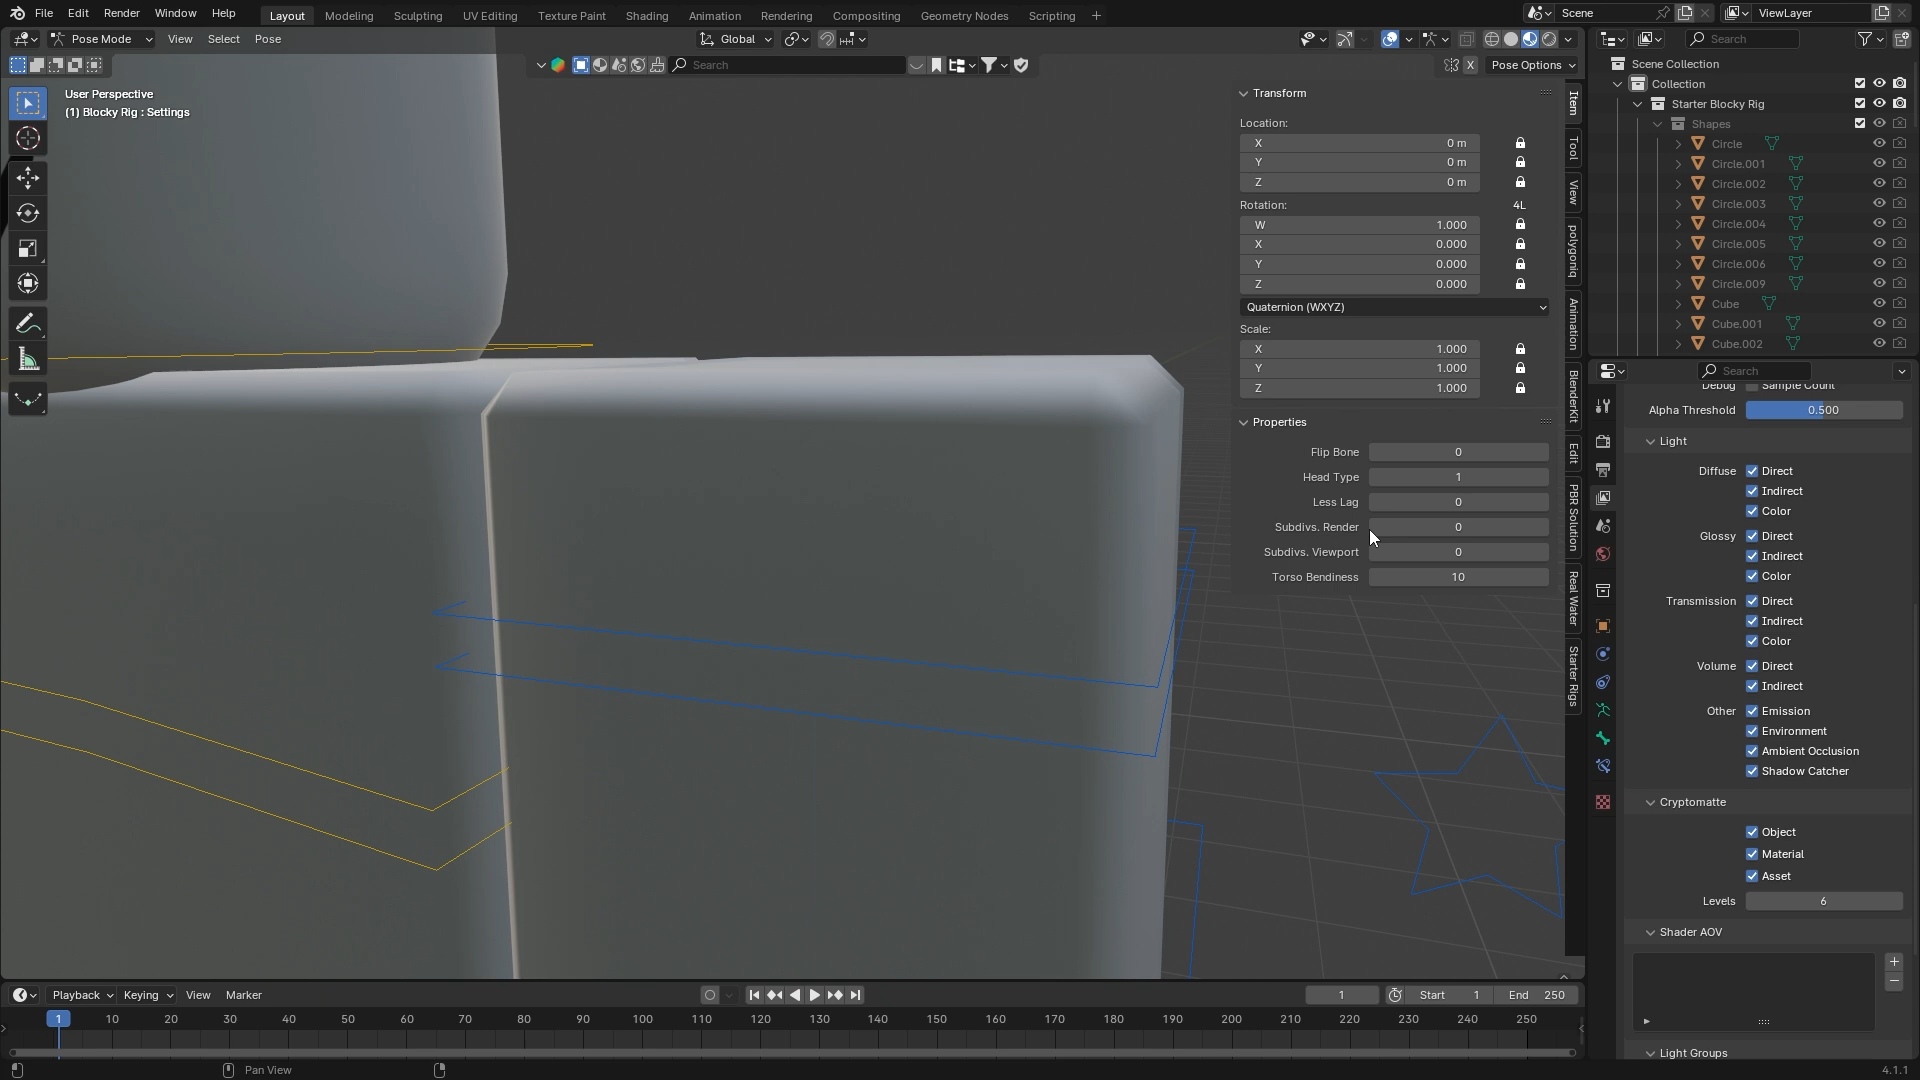 File Edit Render Window Help
Layout Modeling Sculpting UV Editing Texture Paint Shading Animation Rendering Compositing Geometry Nodes Scripting +
Scene
ViewLayer
Pose Mode View Select Pose
Global
Search
Search
X Pose Options
User Perspective
(1) Blocky Rig : Settings
Transform
Location:
X 0 m
Y 0 m
Z 0 m
Rotation: 4L
W 1.000
X 0.000
Y 0.000
Z 0.000
Quaternion (WXYZ)
Scale:
X 1.000
Y 1.000
Z 1.000
Properties
Flip Bone 0
Head Type 1
Less Lag 0
Subdivs. Render 0
Subdivs. Viewport 0
Torso Bendiness 10
Item
Tool
View
polygoniq
Animation
BlenderKit
Edit
PBR Solution
Real Water
Starter Rigs
Scene Collection
Collection
Starter Blocky Rig
Shapes
Circle
Circle.001
Circle.002
Circle.003
Circle.004
Circle.005
Circle.006
Circle.009
Cube
Cube.001
Cube.002
Search
Debug Sample Count
Alpha Threshold 0.500
Light
Diffuse Direct
Indirect
Color
Glossy Direct
Indirect
Color
Transmission Direct
Indirect
Color
Volume Direct
Indirect
Other Emission
Environment
Ambient Occlusion
Shadow Catcher
Cryptomatte
Object
Material
Asset
Levels 6
Shader AOV
Light Groups
Playback Keying View Marker
1 Start 1 End 250
1 10 20 30 40 50 60 70 80 90 100 110 120 130 140 150 160 170 180 190 200 210 220 230 240 250
Pan View
4.1.1